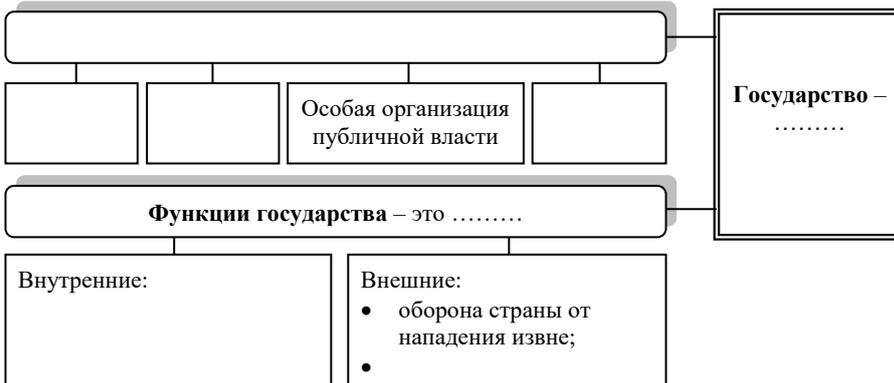 Особая организация
публичной власти
Государство –
………
Функции государства – это ………
Внутренние:
Внешние:
• оборона страны от
нападения извне;
•